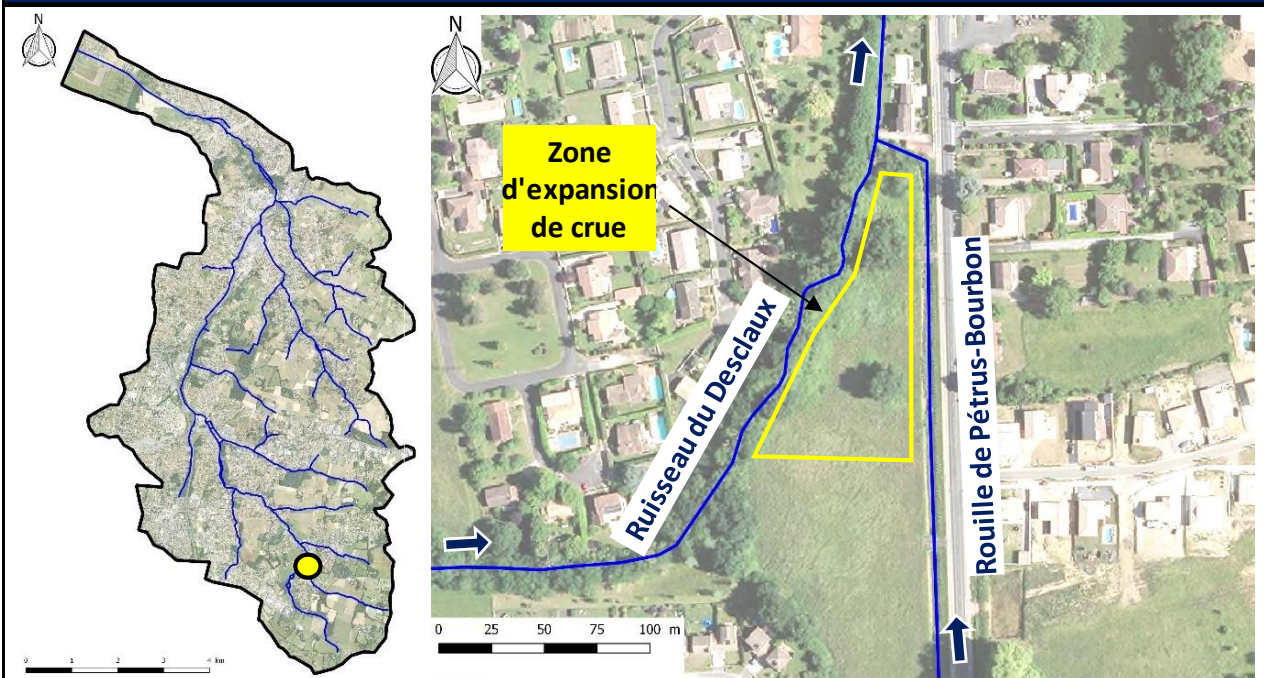 N
0 1 2 3 4 km
N
Zone
d'expansion
de crue
Ruisseau du Desclaux
Rouille de Pétrus-Bourbon
0 25 50 75 100 m